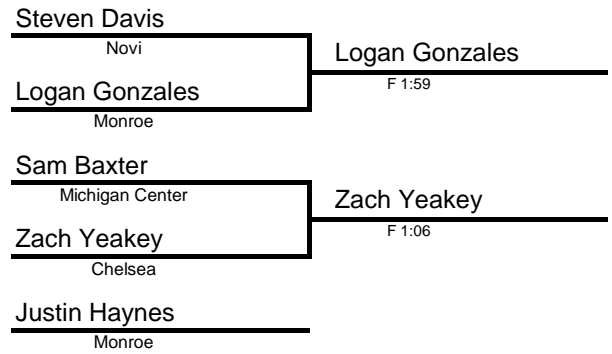 Steven Davis
Novi
Logan Gonzales
F 1:59
Logan Gonzales
Monroe
Sam Baxter
Michigan Center
Zach Yeakey
F 1:06
Zach Yeakey
Chelsea
Justin Haynes
Monroe